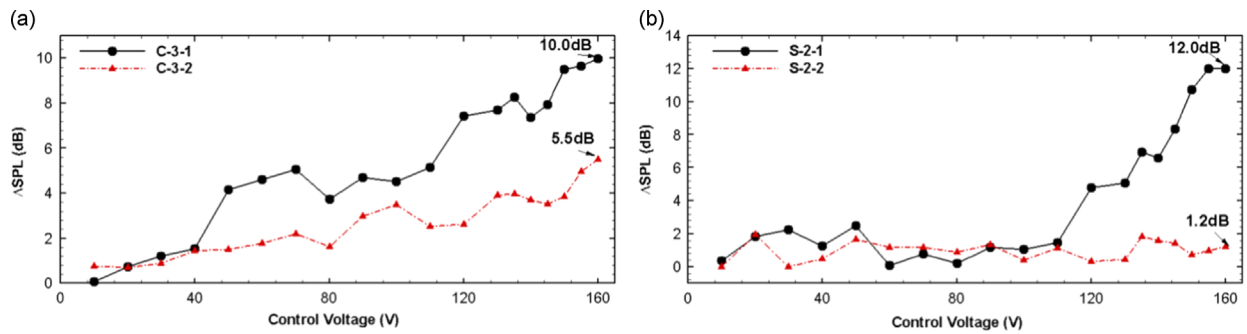 (a)
10.0dB
C-3-1
C-3-2
5.5dB
ΔSPL (dB)
10
8
6
4
2
0
0 40 80 120 160
Control Voltage (V)
(b)
12.0dB
S-2-1
S-2-2
1.2dB
ΔSPL (dB)
14
12
10
8
6
4
2
0
0 40 80 120 160
Control Voltage (V)